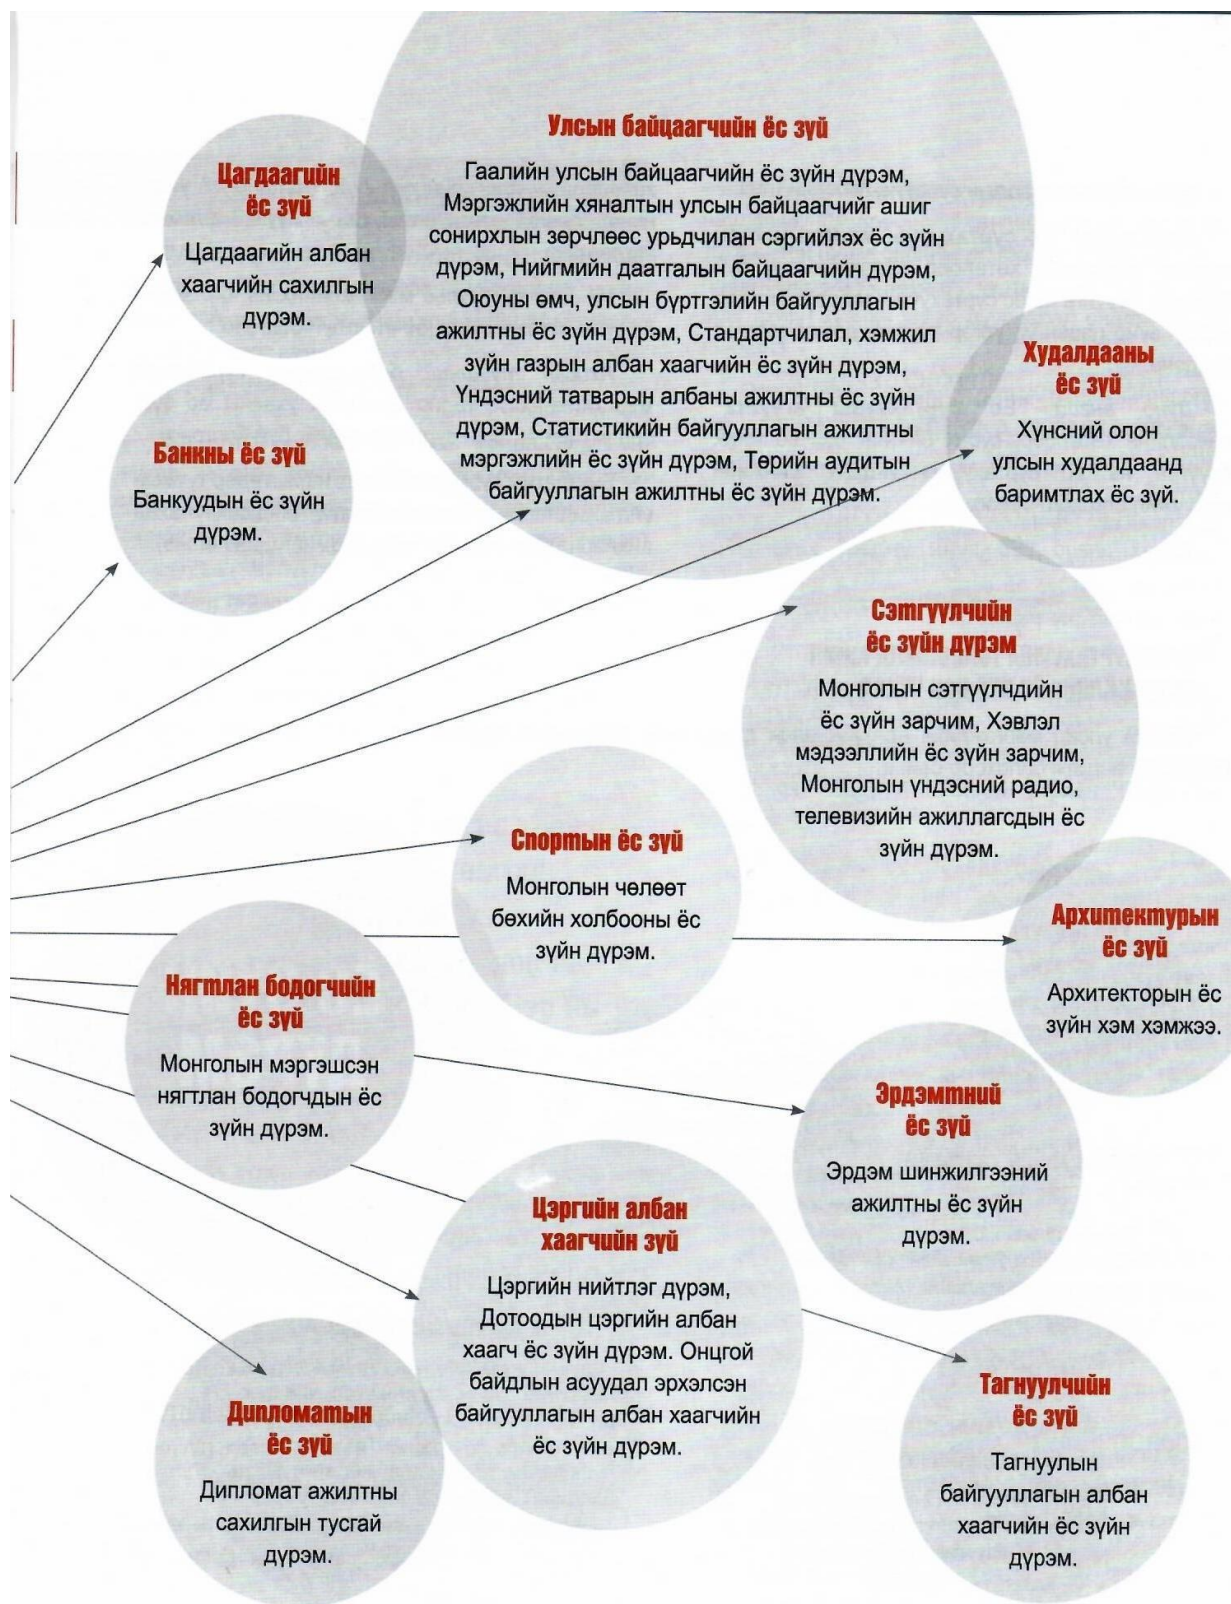 Улсын байцаагчийн ёс зүй
Гаалийн улсын байцаагчийн ёс зүйн дүрэм,
Мэргэжлийн хяналтын улсын байцаагчийг ашиг
сонирхлын зөрчлөөс урьдчилан сэргийлэх ёс зүйн
дүрэм, Нийгмийн даатгалын байцаагчийн дүрэм,
Оюуны өмч, улсын бүртгэлийн байгууллагын
ажилтны ёс зүйн дүрэм, Стандартчилал, хэмжил
зүйн газрын албан хаагчийн ёс зүйн дүрэм,
Үндэсний татварын албаны ажилтны ёс зүйн
дүрэм, Статистикийн байгууллагын ажилтны
мэргэжлийн ёс зүйн дүрэм, Төрийн аудитын
байгууллагын ажилтны ёс зүйн дүрэм.
Цагдаагийн
ёс зүй
Цагдаагийн албан
хаагчийн сахилгын
дүрэм.
Худалдааны
ёс зүй
Хүнсний олон
улсын худалдаанд
баримтлах ёс зүй.
Банкны ёс зүй
Банкуудын ёс зүйн
дүрэм.
Сэтгүүлчийн
ёс зүйн дүрэм
Монголын сэтгүүлчдийн
ёс зүйн зарчим, Хэвлэл
мэдээллийн ёс зүйн зарчим,
Монголын үндэсний радио,
телевизийн ажиллагсдын ёс
зүйн дүрэм.
Спортын ёс зүй
Монголын чөлөөт
бөхийн холбооны ёс
зүйн дүрэм.
Архитектурын
ёс зүй
Архитекторын ёс
зүйн хэм хэмжээ.
Нягтлан бодогчийн
ёс зүй
Монголын мэргэшсэн
нягтлан бодогчдын ёс
зүйн дүрэм.
Эрдэмтний
ёс зүй
Эрдэм шинжилгээний
ажилтны ёс зүйн
дүрэм.
Цэргийн албан
хаагчийн зүй
Цэргийн нийтлэг дүрэм,
Дотоодын цэргийн албан
хаагч ёс зүйн дүрэм. Онцгой
байдлын асуудал эрхэлсэн
байгууллагын албан хаагчийн
ёс зүйн дүрэм.
Дипломатын
ёс зүй
Дипломат ажилтны
сахилгын тусгай
дүрэм.
Тагнуулчийн
ёс зүй
Тагнуулын
байгууллагын албан
хаагчийн ёс зүйн
дүрэм.